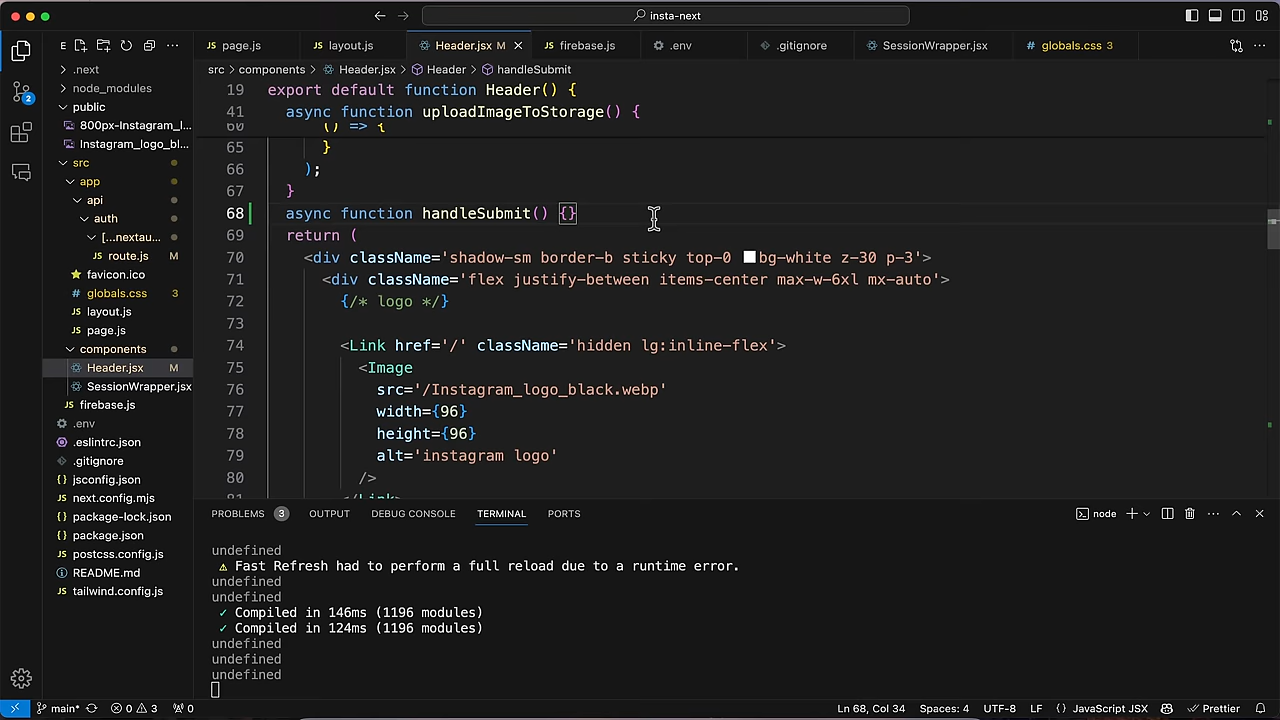 insta-next
E
page.js
layout.js
Header.jsx M
firebase.js
.env
.gitignore
SessionWrapper.jsx
globals.css 3
src > components > Header.jsx > Header > handleSubmit
2
.next
node_modules
public
800px-Instagram_l...
Instagram_logo_bl...
src
app
api
auth
[...nextau...
route.js M
favicon.ico
globals.css 3
layout.js
page.js
components
Header.jsx M
SessionWrapper.jsx
firebase.js
.env
.eslintrc.json
.gitignore
jsconfig.json
next.config.mjs
package-lock.json
package.json
postcss.config.js
README.md
tailwind.config.js
19 export default function Header() {
41 async function uploadImageToStorage() {
60 () => {
65 }
66 );
67 }
68 async function handleSubmit() {}
69 return (
70 <div className='shadow-sm border-b sticky top-0 bg-white z-30 p-3'>
71 <div className='flex justify-between items-center max-w-6xl mx-auto'>
72 {/* logo */}
73
74 <Link href='/' className='hidden lg:inline-flex'>
75 <Image
76 src='/Instagram_logo_black.webp'
77 width={96}
78 height={96}
79 alt='instagram logo'
80 />
81 </Link>
PROBLEMS 3 OUTPUT DEBUG CONSOLE TERMINAL PORTS
node
undefined
⚠ Fast Refresh had to perform a full reload due to a runtime error.
undefined
undefined
✓ Compiled in 146ms (1196 modules)
✓ Compiled in 124ms (1196 modules)
undefined
undefined
undefined
main* 0 3 0 Ln 68, Col 34 Spaces: 4 UTF-8 LF {} JavaScript JSX Prettier